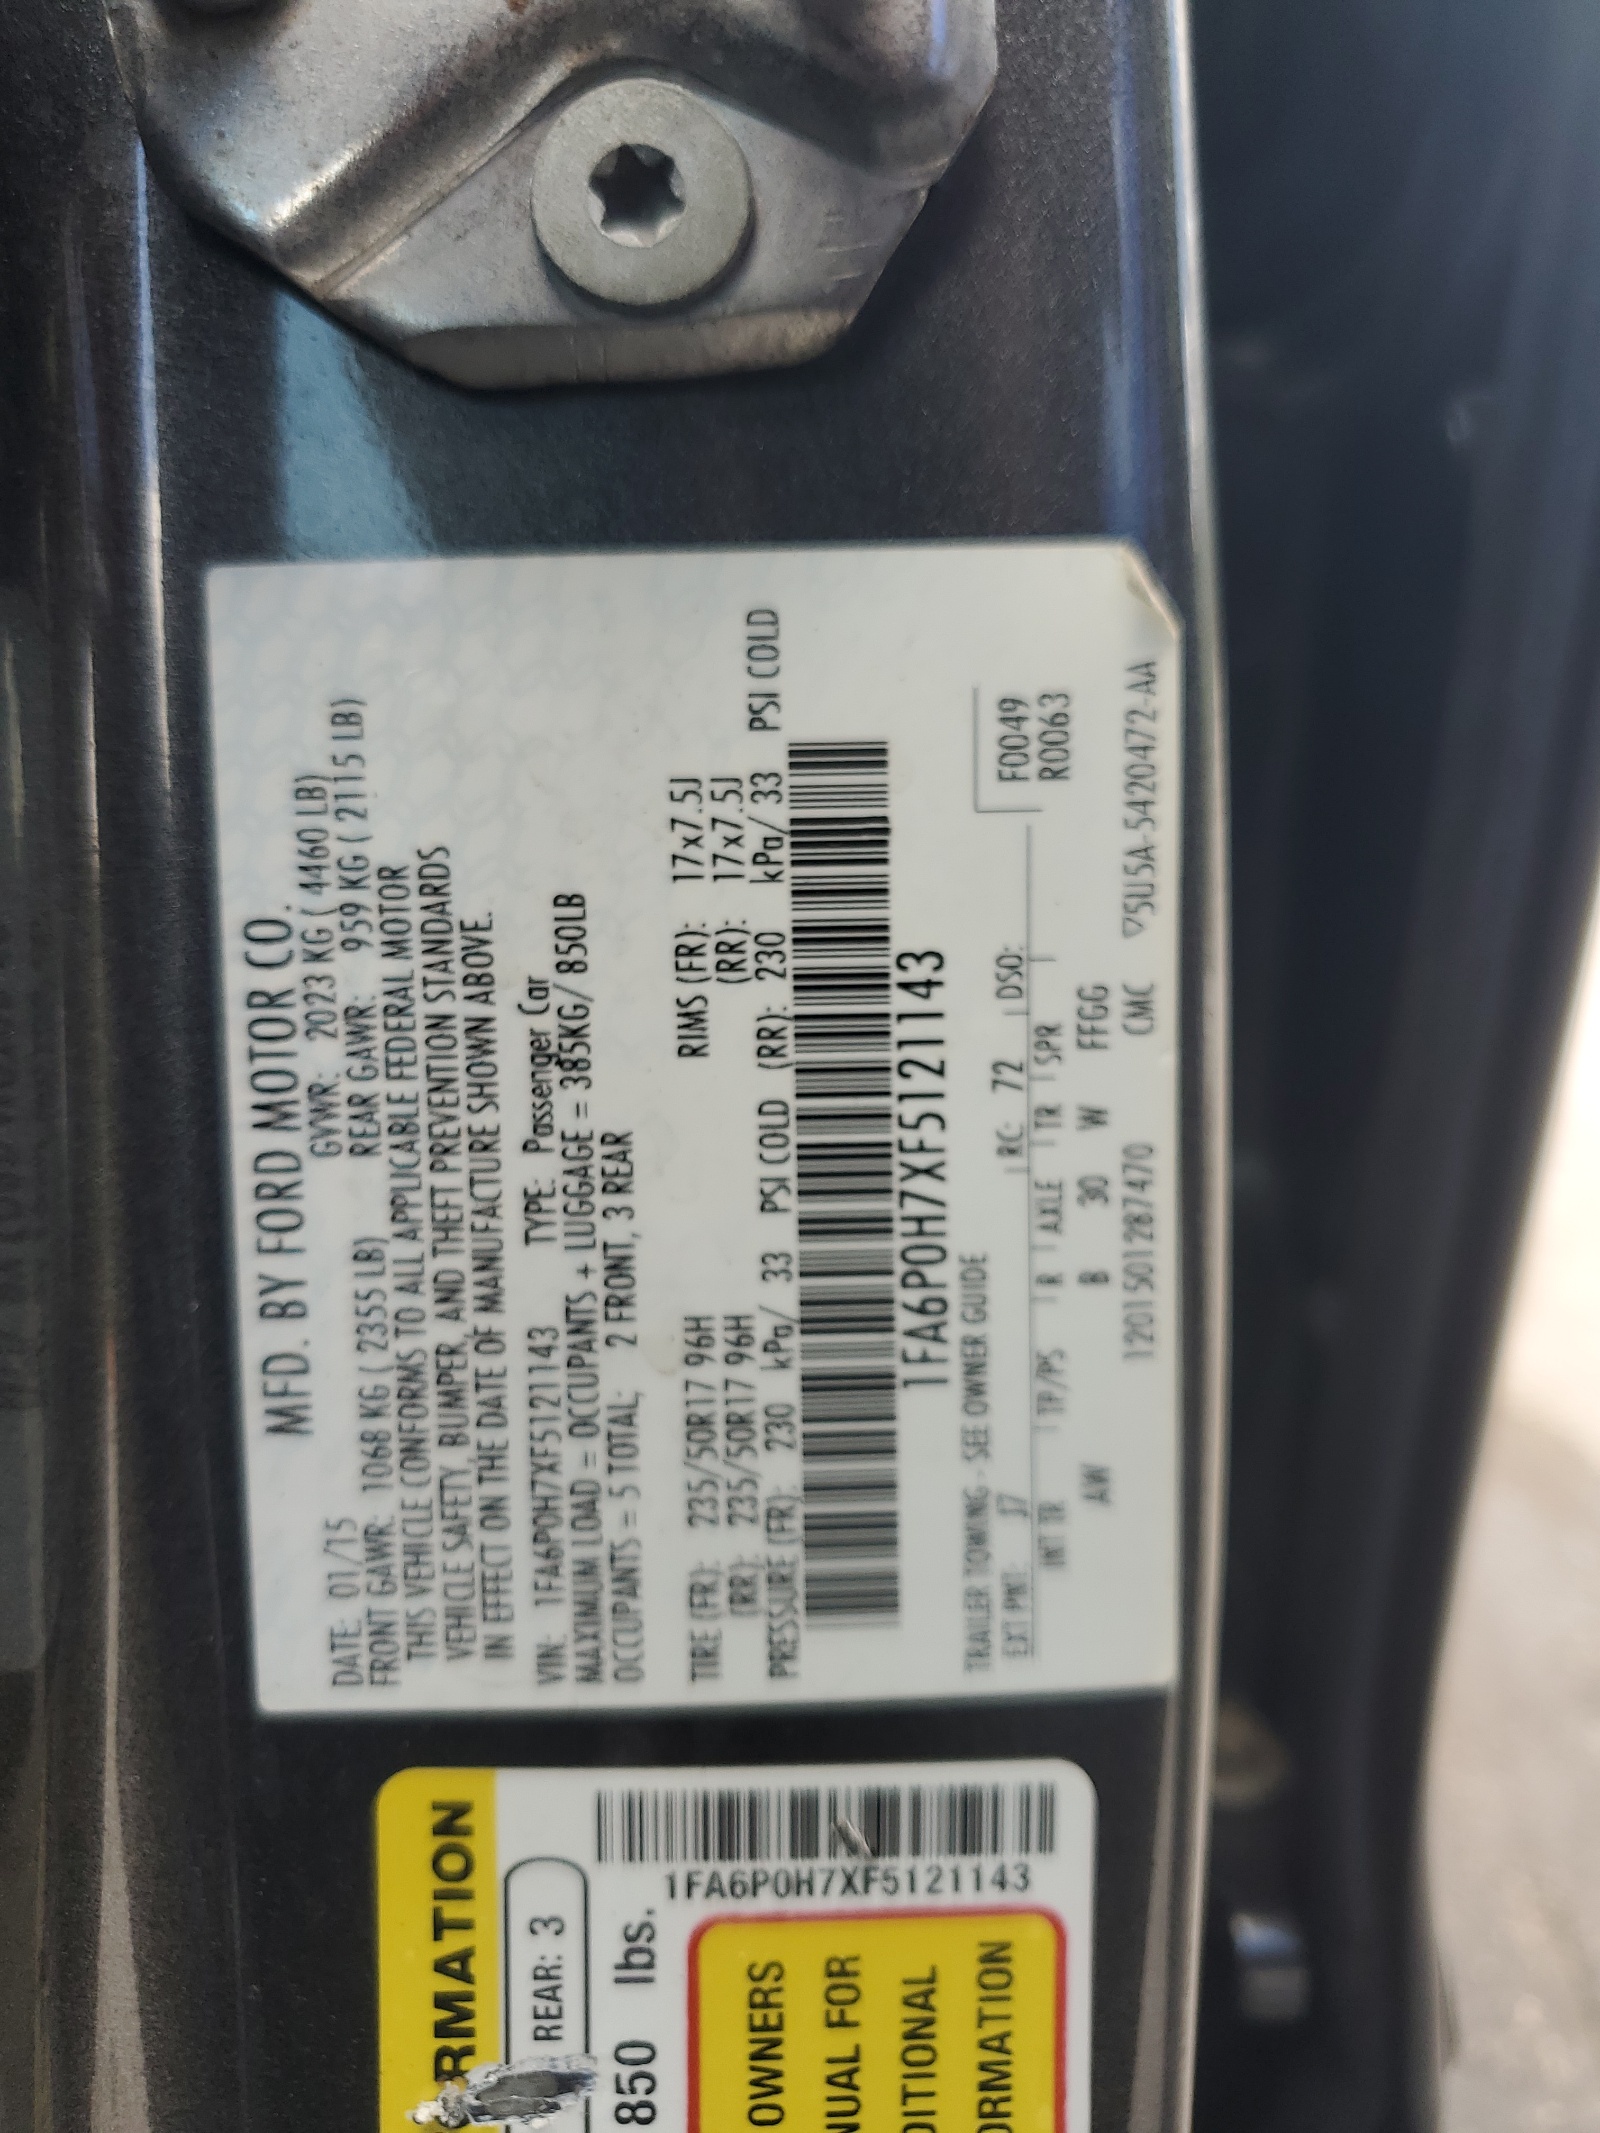 MFD. BY FORD MOTOR CO.
DATE: 01/15 GVWR: 2023 KG ( 4460 LB)
FRONT GAWR: 1068 KG ( 2355 LB) REAR GAWR: 959 KG ( 2115 LB)
THIS VEHICLE CONFORMS TO ALL APPLICABLE FEDERAL MOTOR
VEHICLE SAFETY, BUMPER, AND THEFT PREVENTION STANDARDS
IN EFFECT ON THE DATE OF MANUFACTURE SHOWN ABOVE.
VIN: 1FA6P0H7XF5121143 TYPE: Passenger Car
MAXIMUM LOAD = OCCUPANTS + LUGGAGE = 385KG/ 850LB
OCCUPANTS = 5 TOTAL; 2 FRONT, 3 REAR
TIRE (FR): 235/50R17 96H RIMS (FR): 17x7.5J
(RR): 235/50R17 96H (RR): 17x7.5J
PRESSURE (FR): 230 kPa/ 33 PSI COLD (RR): 230 kPa/ 33 PSI COLD
1FA6P0H7XF5121143
TRAILER TOWING - SEE OWNER GUIDE
EXT PNT: J7 RC: 72 DSO: F0049
INT TR TP/PS R AXLE TR SPR R0063
AW B 30 W FFGG
1201501287470 CMC ▽5U5A-5420472-AA
RMATION
REAR: 3
850 lbs.
1FA6P0H7XF5121143
OWNERS
NUAL FOR
DITIONAL
ORMATION